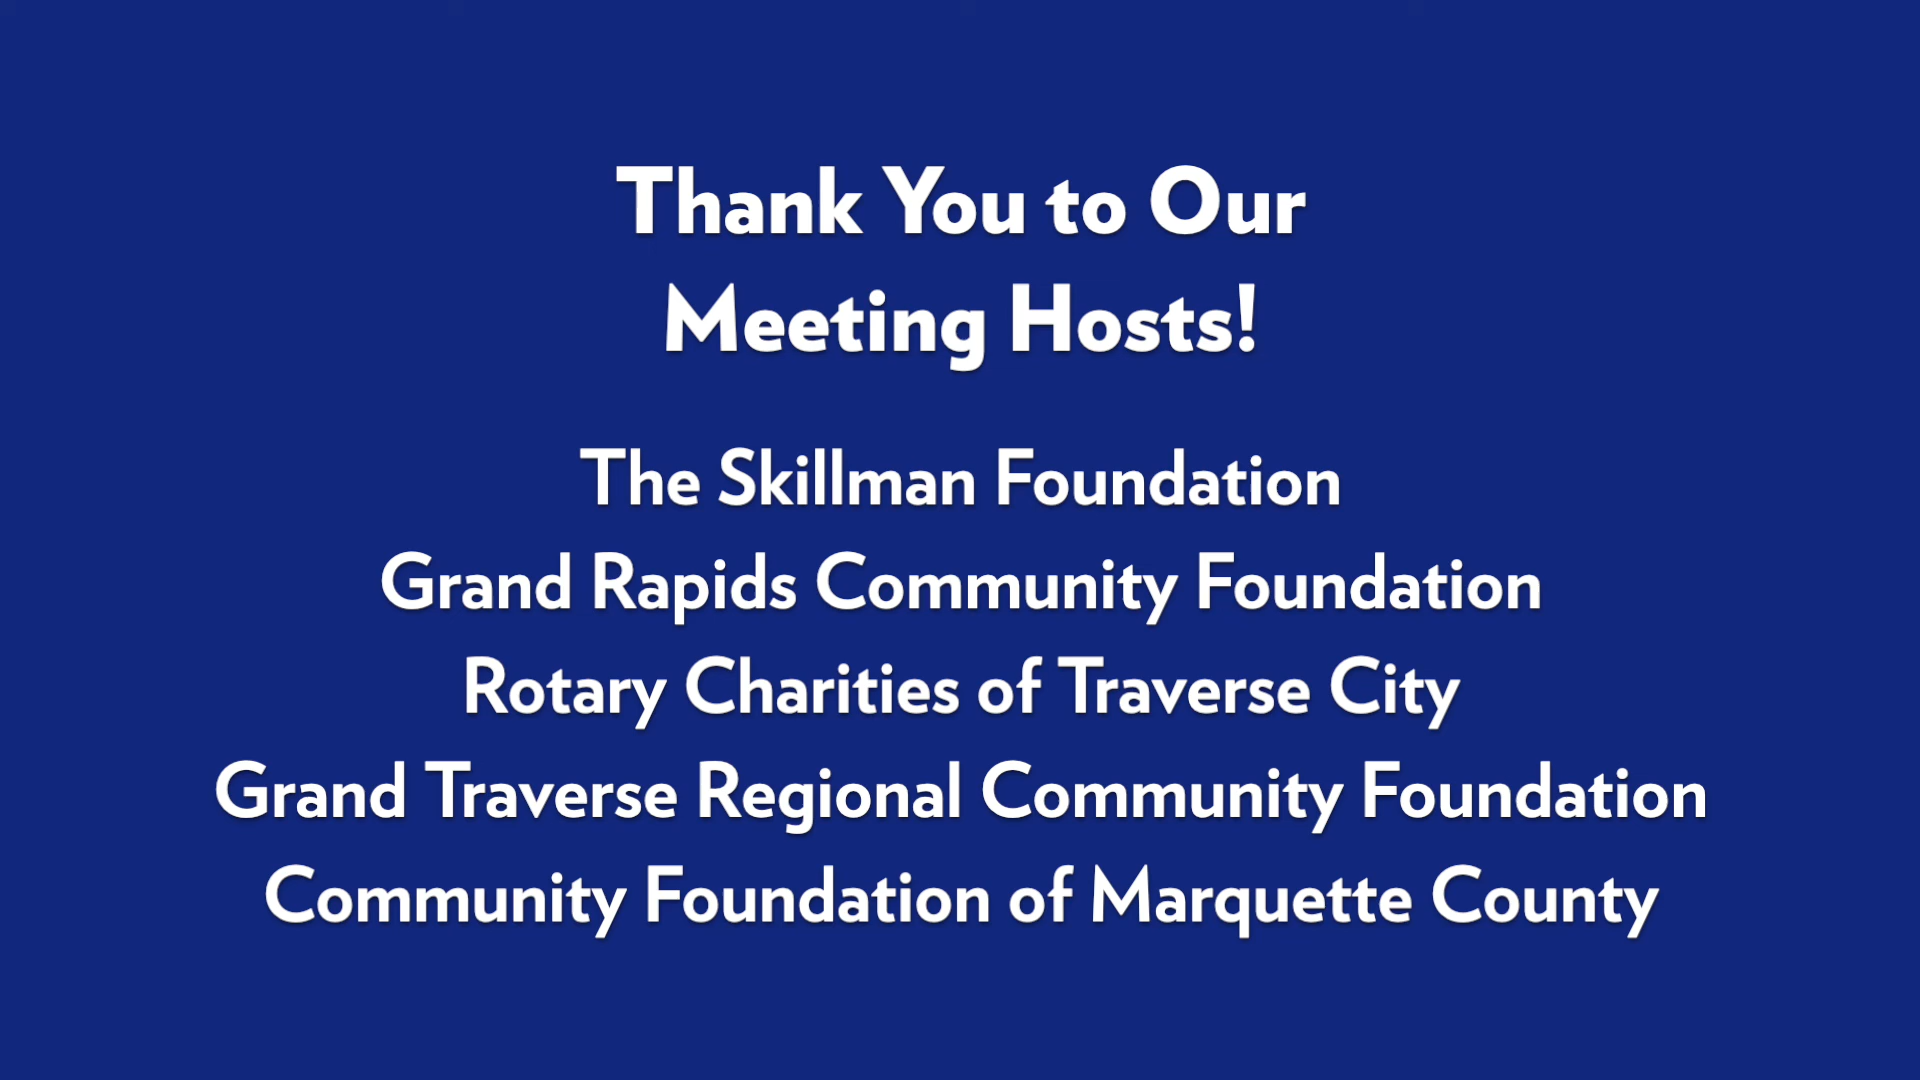 Thank You to Our
Meeting Hosts!
The Skillman Foundation
Grand Rapids Community Foundation
Rotary Charities of Traverse City
Grand Traverse Regional Community Foundation
Community Foundation of Marquette County